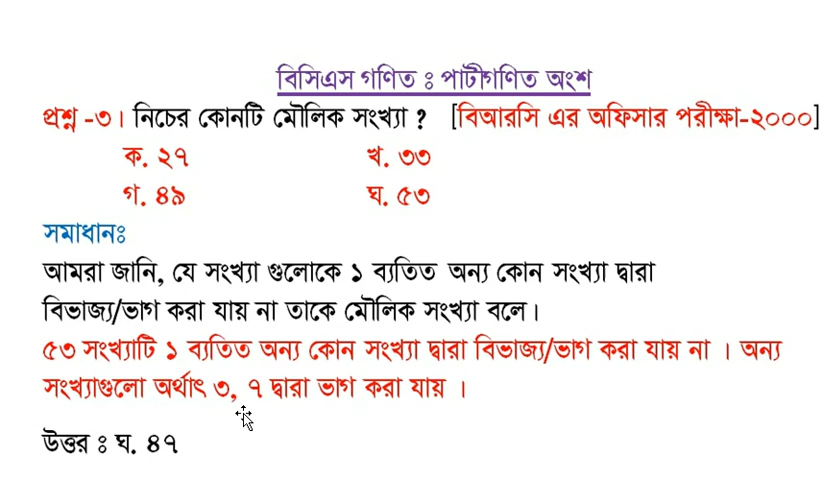 বিসিএস গণিত ঃ পাটীগণিত অংশ
প্রশ্ন -৩। নিচের কোনটি মৌলিক সংখ্যা ? [বিআরসি এর অফিসার পরীক্ষা-২০০০]
ক. ২৭ খ. ৩৩
গ. ৪৯ ঘ. ৫৩
সমাধানঃ
আমরা জানি, যে সংখ্যা গুলোকে ১ ব্যতিত অন্য কোন সংখ্যা দ্বারা
বিভাজ্য/ভাগ করা যায় না তাকে মৌলিক সংখ্যা বলে।
৫৩ সংখ্যাটি ১ ব্যতিত অন্য কোন সংখ্যা দ্বারা বিভাজ্য/ভাগ করা যায় না । অন্য
সংখ্যাগুলো অর্থাৎ ৩, ৭ দ্বারা ভাগ করা যায় ।
উত্তর ঃ ঘ. ৪৭